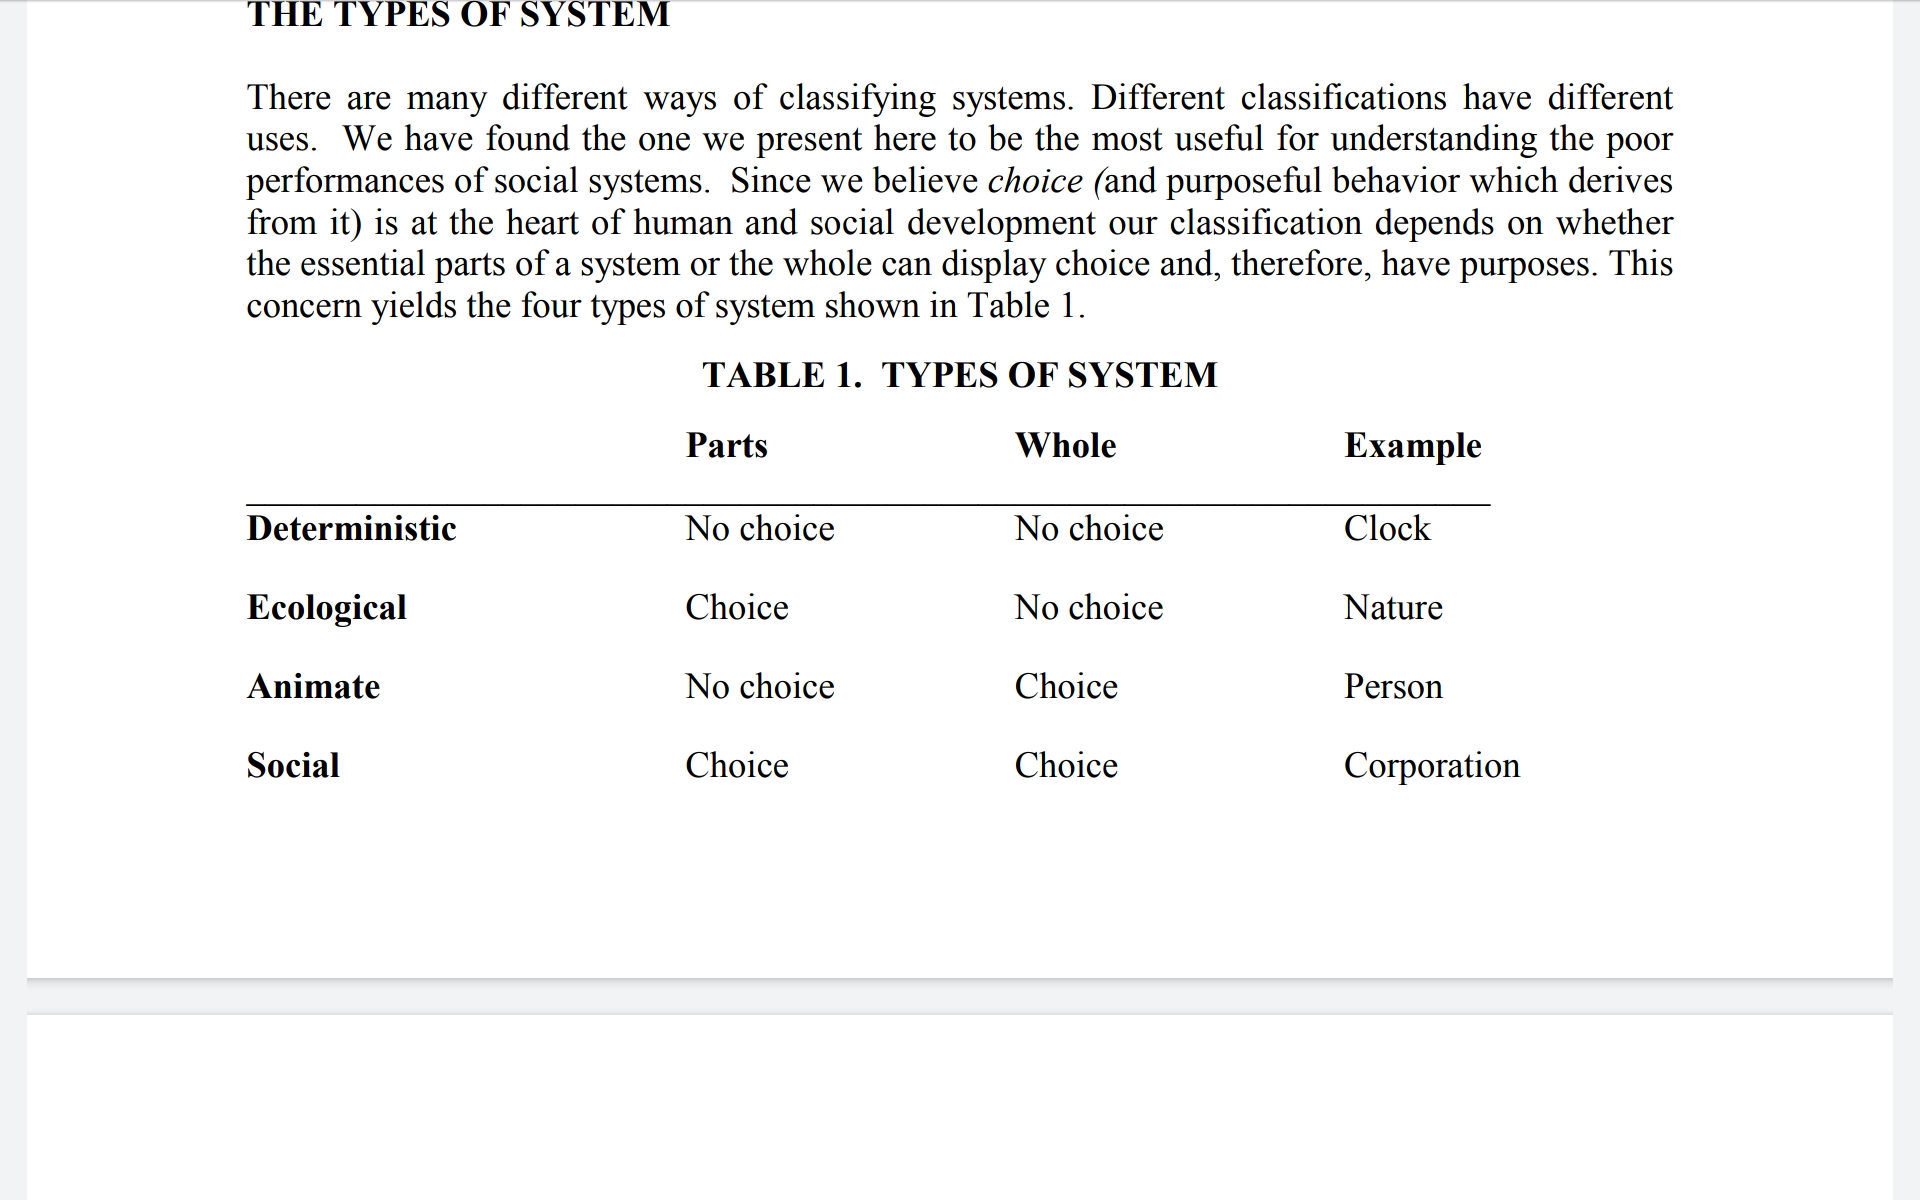 THE TYPES OF SYSTEM
There are many different ways of classifying systems. Different classifications have different
uses. We have found the one we present here to be the most useful for understanding the poor
performances of social systems. Since we believe choice (and purposeful behavior which derives
from it) is at the heart of human and social development our classification depends on whether
the essential parts of a system or the whole can display choice and, therefore, have purposes. This
concern yields the four types of system shown in Table 1.
TABLE 1. TYPES OF SYSTEM
Parts Whole Example
Deterministic No choice No choice Clock
Ecological Choice No choice Nature
Animate No choice Choice Person
Social Choice Choice Corporation